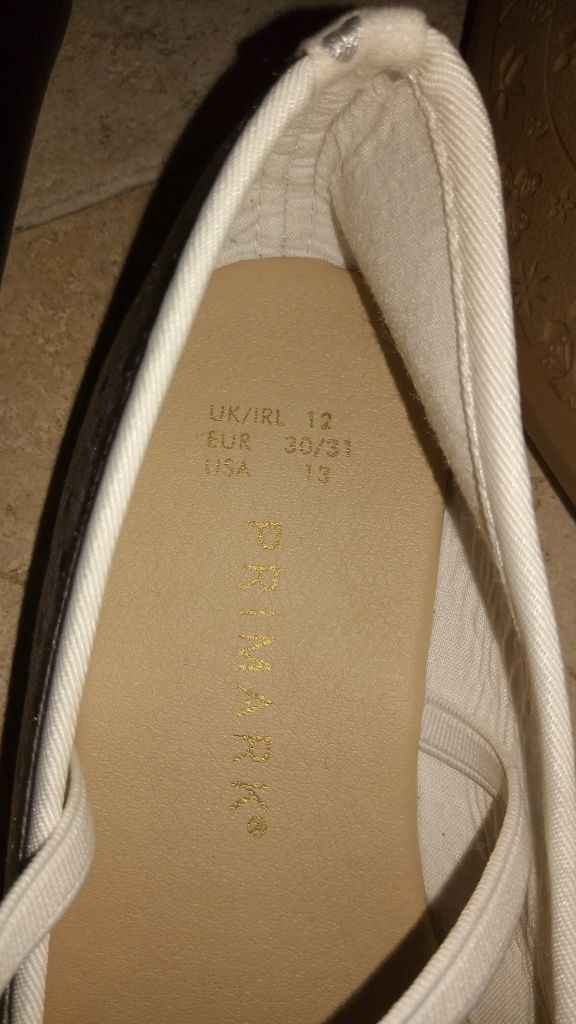 UK/IRL 12
EUR 30/31
USA 13
PRIMARK®